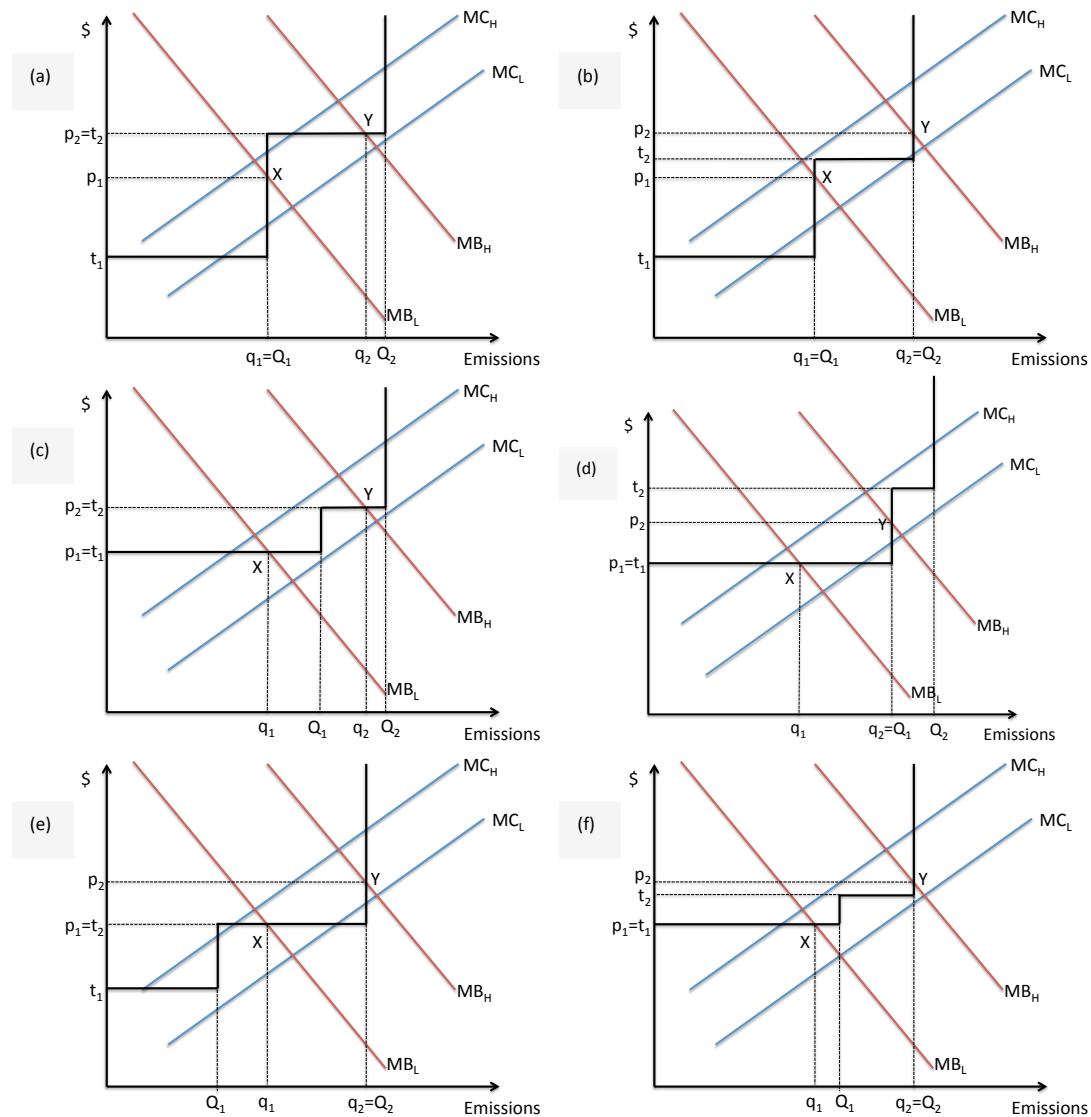 (a)
$
MC_H
MC_L
p_2=t_2
Y
p_1
X
t_1
MB_H
MB_L
q_1=Q_1
q_2 Q_2
Emissions
(b)
$
MC_H
MC_L
p_2
Y
t_2
p_1
X
t_1
MB_H
MB_L
q_1=Q_1
q_2=Q_2
Emissions
(c)
$
MC_H
MC_L
p_2=t_2
Y
p_1=t_1
X
MB_H
MB_L
q_1
Q_1
q_2
Q_2
Emissions
(d)
$
MC_H
MC_L
t_2
p_2
Y
p_1=t_1
X
MB_H
MB_L
q_1
q_2=Q_1
Q_2
Emissions
(e)
$
MC_H
MC_L
p_2
Y
p_1=t_2
X
t_1
MB_H
MB_L
Q_1
q_1
q_2=Q_2
Emissions
(f)
$
MC_H
MC_L
p_2
Y
t_2
p_1=t_1
X
MB_H
MB_L
q_1
Q_1
q_2=Q_2
Emissions